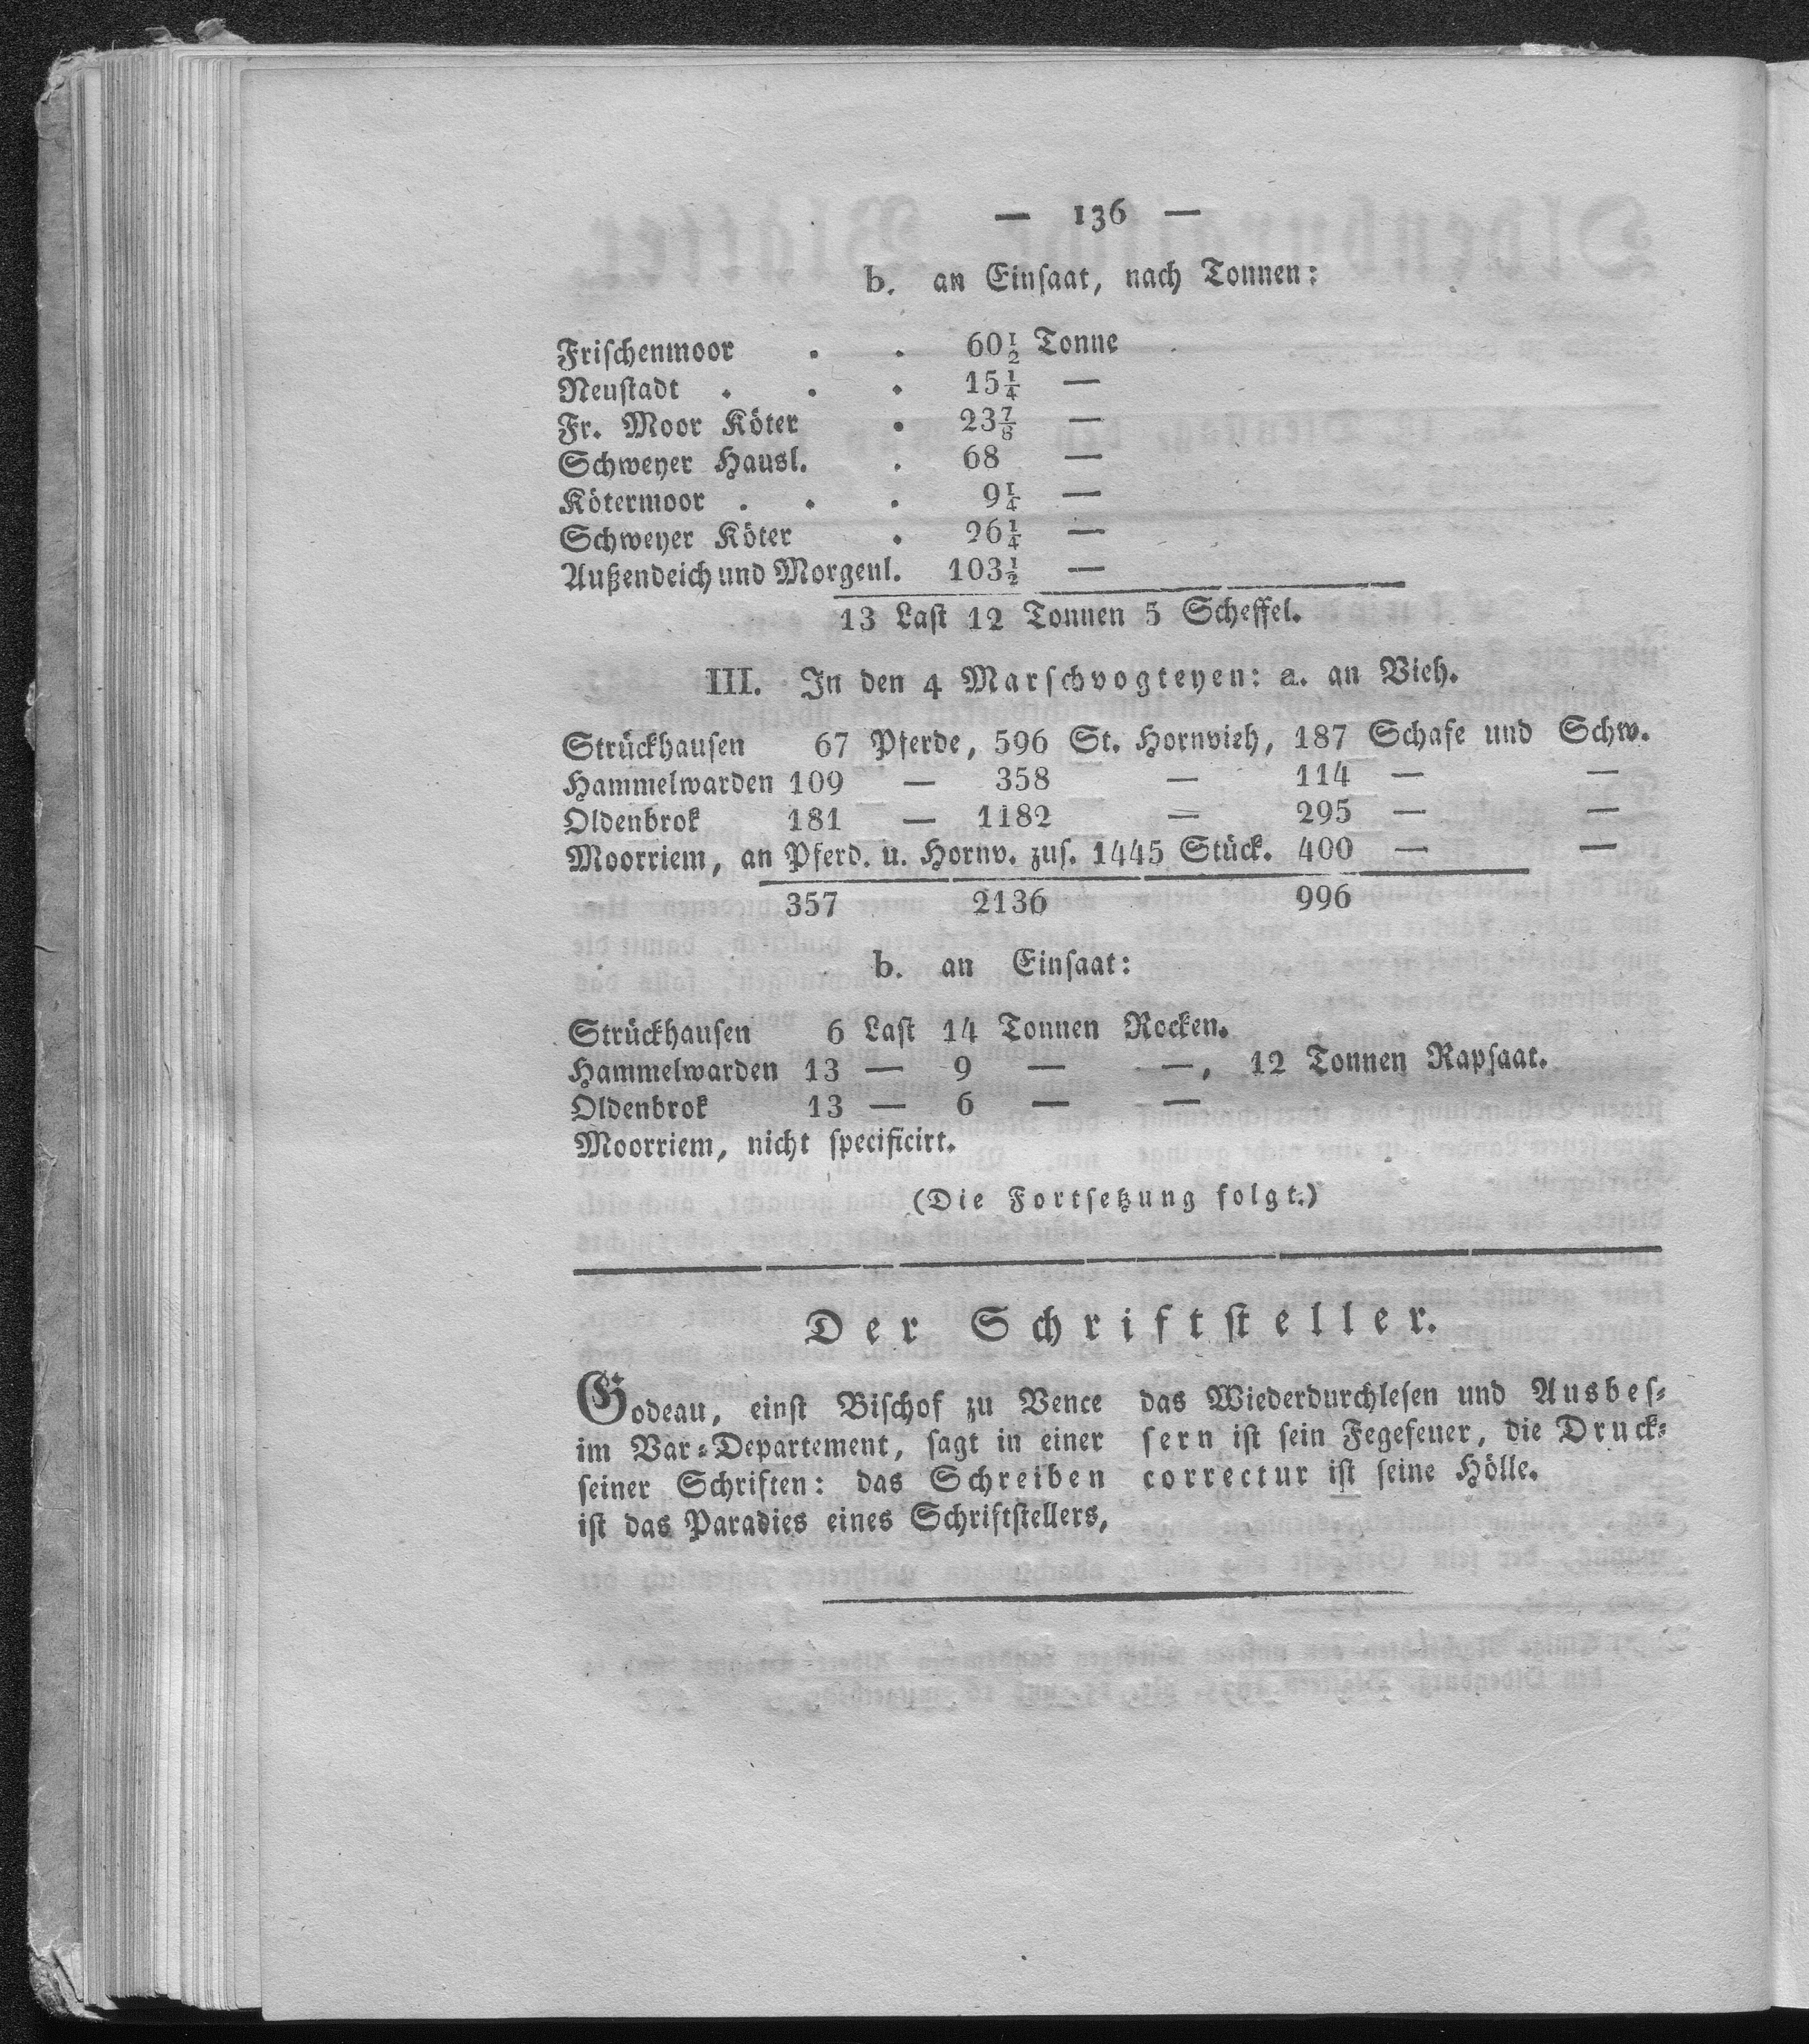 — 136 —
b. an Einſaat, nach Tonnen:
Friſchenmoor . . 60½ Tonne
Neuſtadt . . . 15¼ —
Fr. Moor Köter . 23⅞ —
Schweyer Hausl. . 68 —
Kötermoor . . . 9¼ —
Schweyer Köter . 26¼ —
Außendeich und Morgenl. 103½ —
13 Laſt 12 Tonnen 5 Scheffel.
III. In den 4 Marſchvogteyen: a. an Vieh.
Strückhauſen 67 Pferde, 596 St. Hornvieh, 187 Schafe und Schw.
Hammelwarden 109 — 358 — 114 — —
Oldenbrok 181 — 1182 — 295 — —
Moorriem, an Pferd. u. Hornv. zuſ. 1445 Stück. 400 — —
357 2136 996
b. an Einſaat:
Strückhauſen 6 Laſt 14 Tonnen Rocken.
Hammelwarden 13 — 9 — —, 12 Tonnen Rapſaat.
Oldenbrok 13 — 6 — —
Moorriem, nicht ſpecificirt.
(Die Fortſetzung folgt.)
Der Schriftſteller.
Godeau, einſt Biſchof zu Vence
im Var-Departement, ſagt in einer
ſeiner Schriften: das Schreiben
iſt das Paradies eines Schriftſtellers,
das Wiederdurchleſen und Ausbeſ-
ſern iſt ſein Fegefeuer, die Druck-
correctur iſt ſeine Hölle.